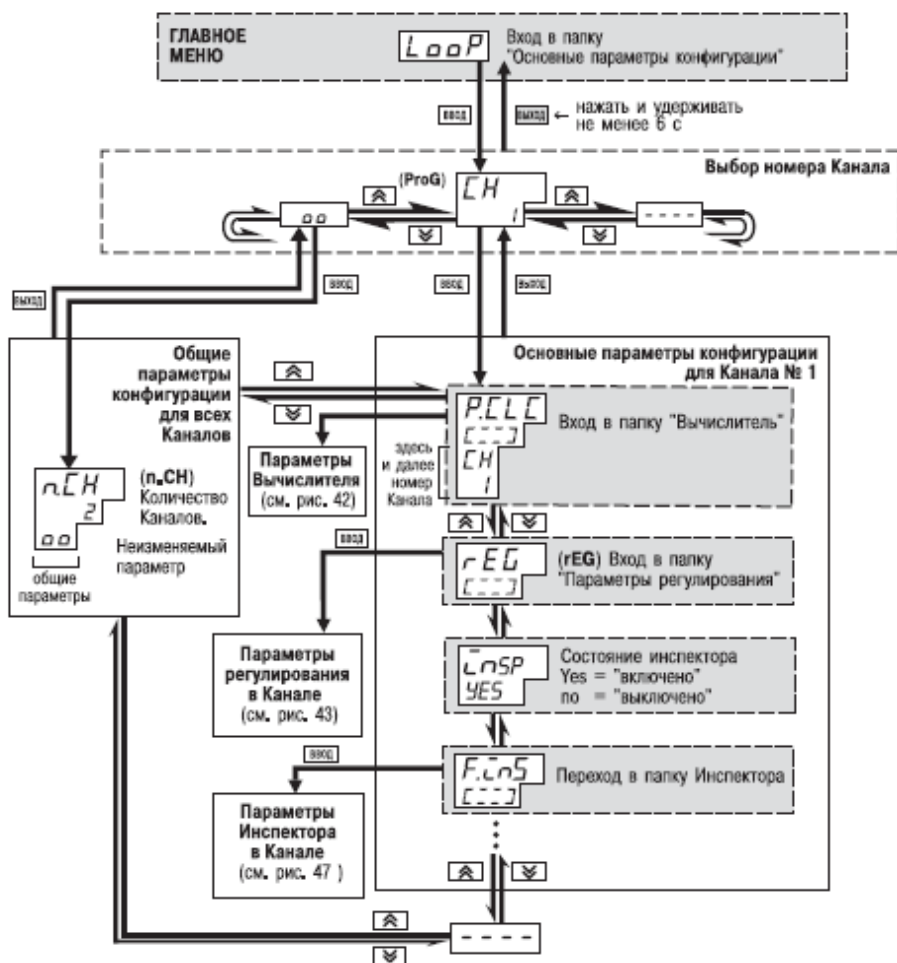 ГЛАВНОЕ
МЕНЮ
LooP
Вход в папку
"Основные параметры конфигурации"
ввод
выход
← нажать и удерживать
не менее 6 с
Выбор номера Канала
(ProG)
oo
CH
1
- - - -
выход
ввод
ввод
выход
Общие
параметры
конфигурации
для всех
Каналов
n.CH
2
oo
(n.CH)
Количество
Каналов.
Неизменяемый
параметр
общие
параметры
Основные параметры конфигурации
для Канала № 1
P.CLC
[---]
CH
1
Вход в папку "Вычислитель"
здесь
и далее
номер
Канала
Параметры
Вычислителя
(см. рис. 42)
ввод
rEG
[---]
(rEG) Вход в папку
"Параметры регулирования"
Параметры
регулирования
в Канале
(см. рис. 43)
inSP
YES
Состояние инспектора
Yes = "включено"
no = "выключено"
ввод
F.inS
[---]
Переход в папку Инспектора
Параметры
Инспектора
в Канале
(см. рис. 47 )
- - - -